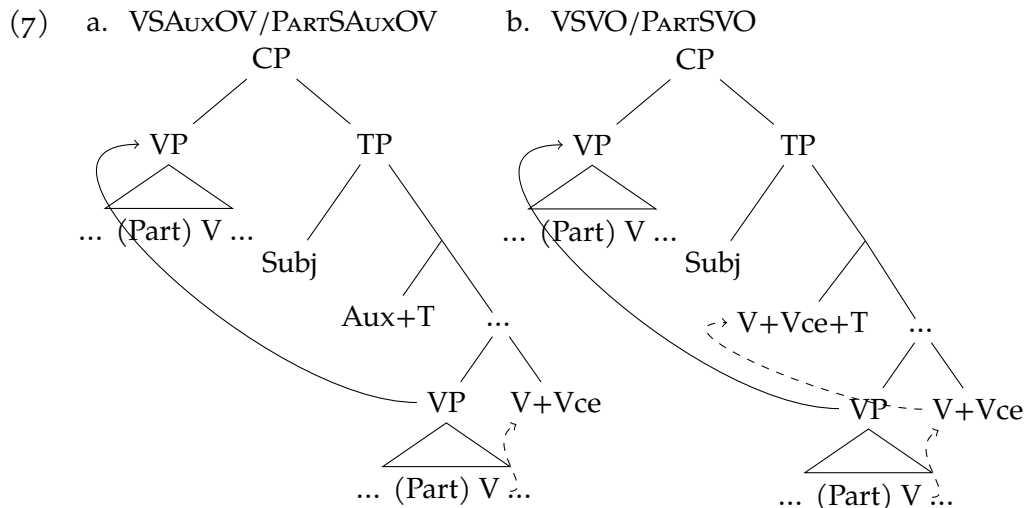 (7) a. VSAUXOV/PARTSAUXOV b. VSVO/PARTSVO
CP CP
VP TP VP TP
... (Part) V ... ... (Part) V ...
Subj Subj
Aux+T ... V+Vce+T ...
VP V+Vce VP V+Vce
... (Part) V ... ... (Part) V ...